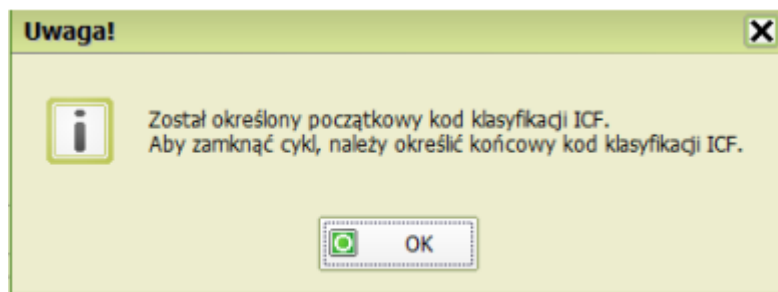 Uwaga!
Został określony początkowy kod klasyfikacji ICF.
Aby zamknąć cykl, należy określić końcowy kod klasyfikacji ICF.
OK